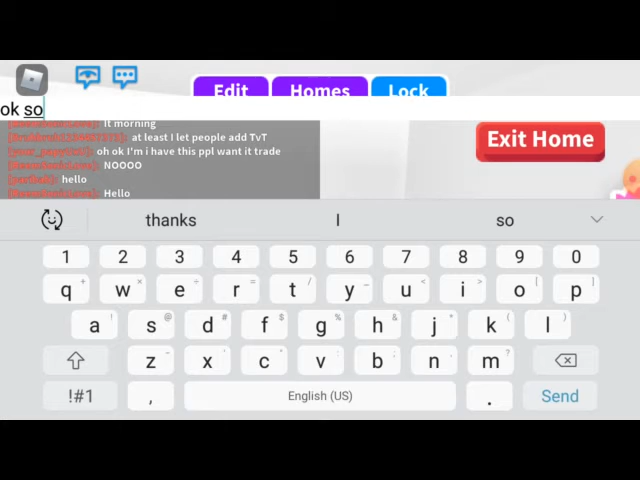 Edit Homes Lock
ok so
It morning
at least I let people add TvT
oh ok I'm i have this ppl want it trade
NOOOO
hello
Hello
Exit Home
thanks I so
1 2 3 4 5 6 7 8 9 0
q w e r t y u i o p
a s d f g h j k l
z x c v b n m
!#1 , English (US) . Send